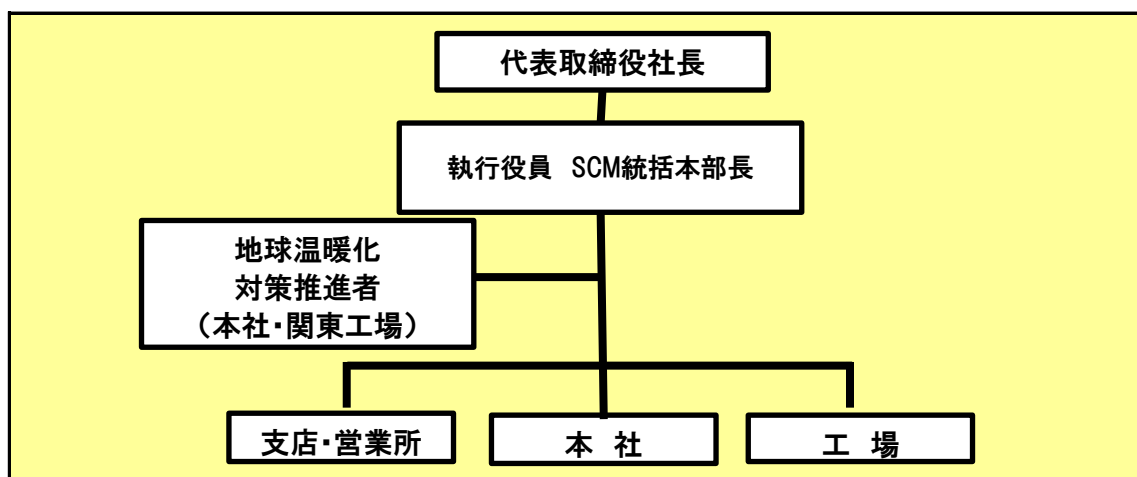 代表取締役社長
執行役員　SCM統括本部長
地球温暖化
対策推進者
（本社・関東工場）
支店・営業所
本　社
工　場